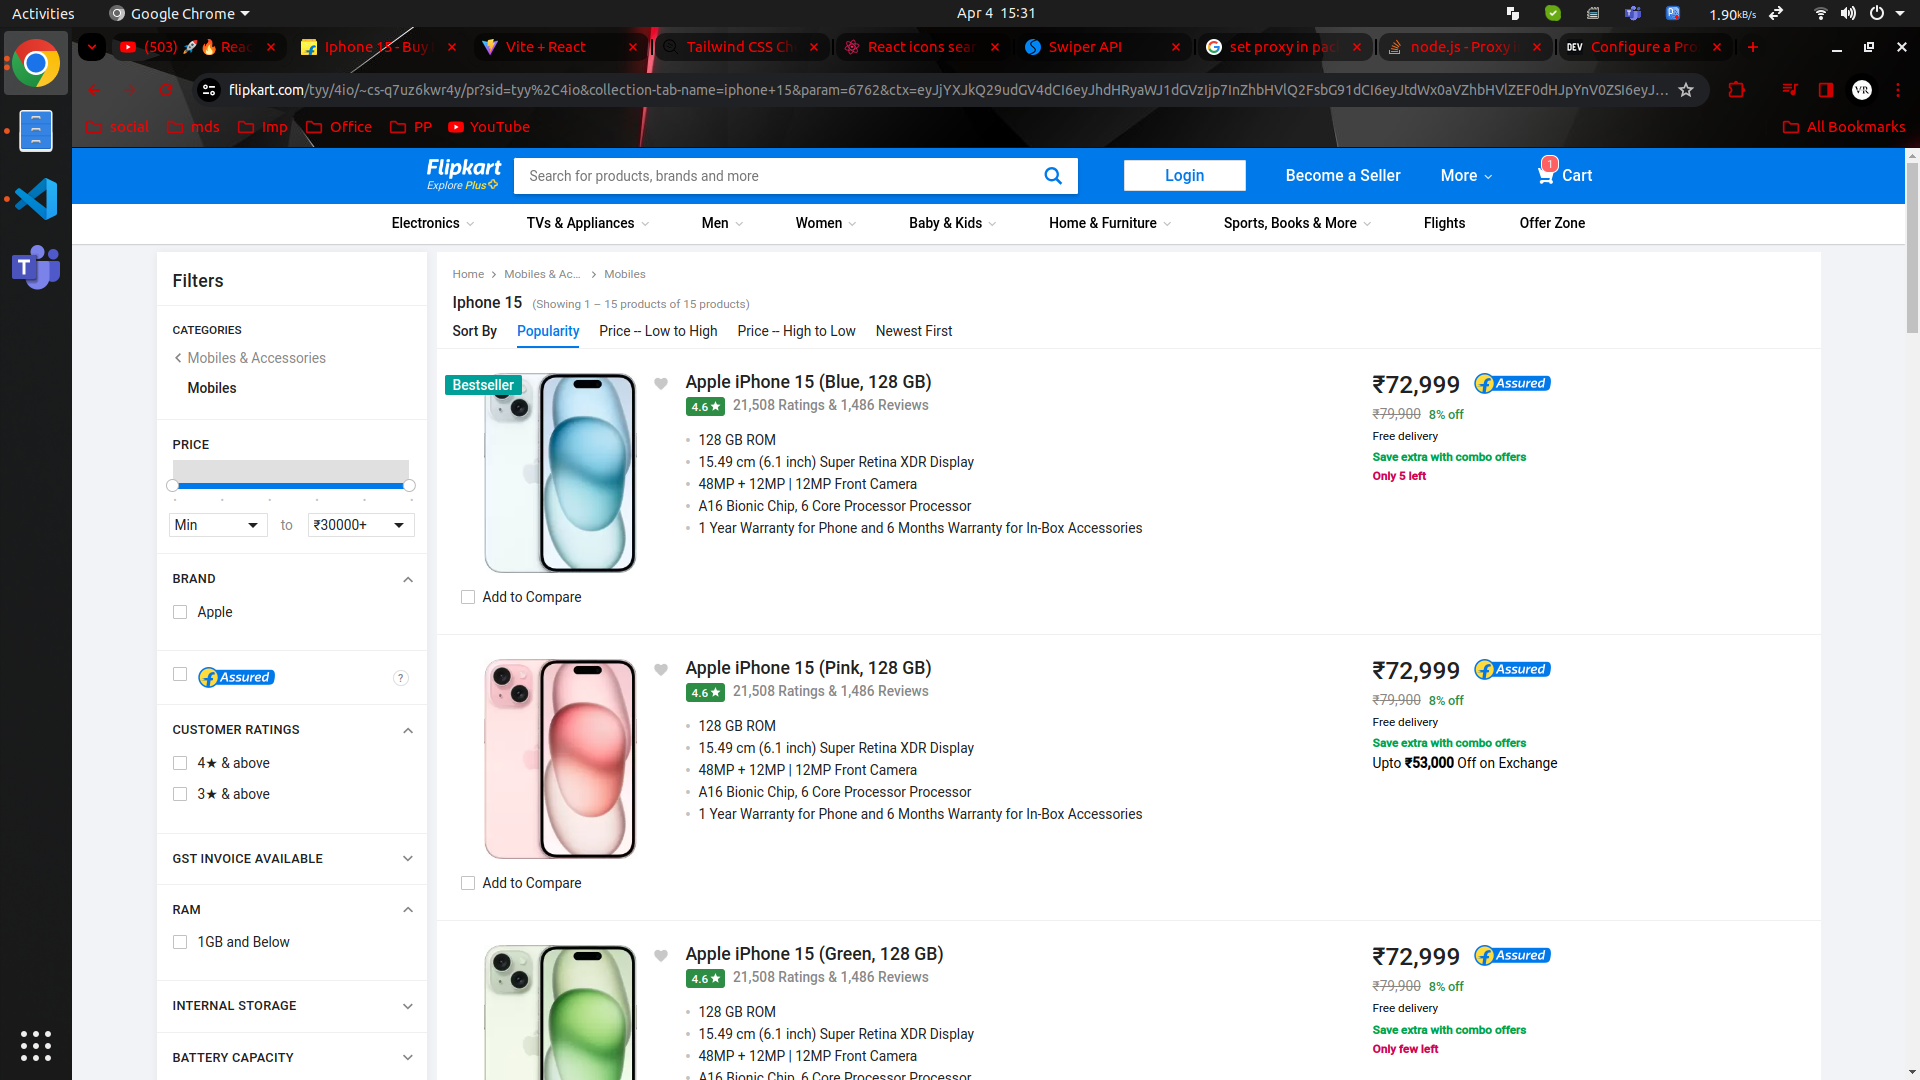 Activities
Google Chrome
Apr 4 15:31
1.90kB/s
(503) 🚀🔥 Reac
Iphone 15 - Buy
Vite + React
Tailwind CSS Ch
React icons sear
Swiper API
set proxy in pac
node.js - Proxy
DEV Configure a Pro
flipkart.com/tyy/4io/~cs-q7uz6kwr4y/pr?sid=tyy%2C4io&collection-tab-name=iphone+15&param=6762&ctx=eyJjYXJkQ29udGV4dCI6eyJhdHRyaWJ1dGVzIjp7InZhbHVlQ2FsbG91dCI6eyJtdWx0aVZhbHVlZEF0dHJpYnV0ZSI6eyJ...
VR
social
mds
Imp
Office
PP
YouTube
All Bookmarks
Flipkart
Explore Plus
Search for products, brands and more
Login
Become a Seller
More
1
Cart
Electronics
TVs & Appliances
Men
Women
Baby & Kids
Home & Furniture
Sports, Books & More
Flights
Offer Zone
Filters
CATEGORIES
Mobiles & Accessories
Mobiles
PRICE
Min
to
₹30000+
BRAND
Apple
Assured
?
CUSTOMER RATINGS
4★ & above
3★ & above
GST INVOICE AVAILABLE
RAM
1GB and Below
INTERNAL STORAGE
BATTERY CAPACITY
Home
Mobiles & Ac...
Mobiles
Iphone 15 (Showing 1 – 15 products of 15 products)
Sort By
Popularity
Price -- Low to High
Price -- High to Low
Newest First
Bestseller
Apple iPhone 15 (Blue, 128 GB)
4.6★ 21,508 Ratings & 1,486 Reviews
128 GB ROM
15.49 cm (6.1 inch) Super Retina XDR Display
48MP + 12MP | 12MP Front Camera
A16 Bionic Chip, 6 Core Processor Processor
1 Year Warranty for Phone and 6 Months Warranty for In-Box Accessories
₹72,999
Assured
₹79,900 8% off
Free delivery
Save extra with combo offers
Only 5 left
Add to Compare
Apple iPhone 15 (Pink, 128 GB)
4.6★ 21,508 Ratings & 1,486 Reviews
128 GB ROM
15.49 cm (6.1 inch) Super Retina XDR Display
48MP + 12MP | 12MP Front Camera
A16 Bionic Chip, 6 Core Processor Processor
1 Year Warranty for Phone and 6 Months Warranty for In-Box Accessories
₹72,999
Assured
₹79,900 8% off
Free delivery
Save extra with combo offers
Upto ₹53,000 Off on Exchange
Add to Compare
Apple iPhone 15 (Green, 128 GB)
4.6★ 21,508 Ratings & 1,486 Reviews
128 GB ROM
15.49 cm (6.1 inch) Super Retina XDR Display
48MP + 12MP | 12MP Front Camera
A16 Bionic Chip, 6 Core Processor Processor
₹72,999
Assured
₹79,900 8% off
Free delivery
Save extra with combo offers
Only few left